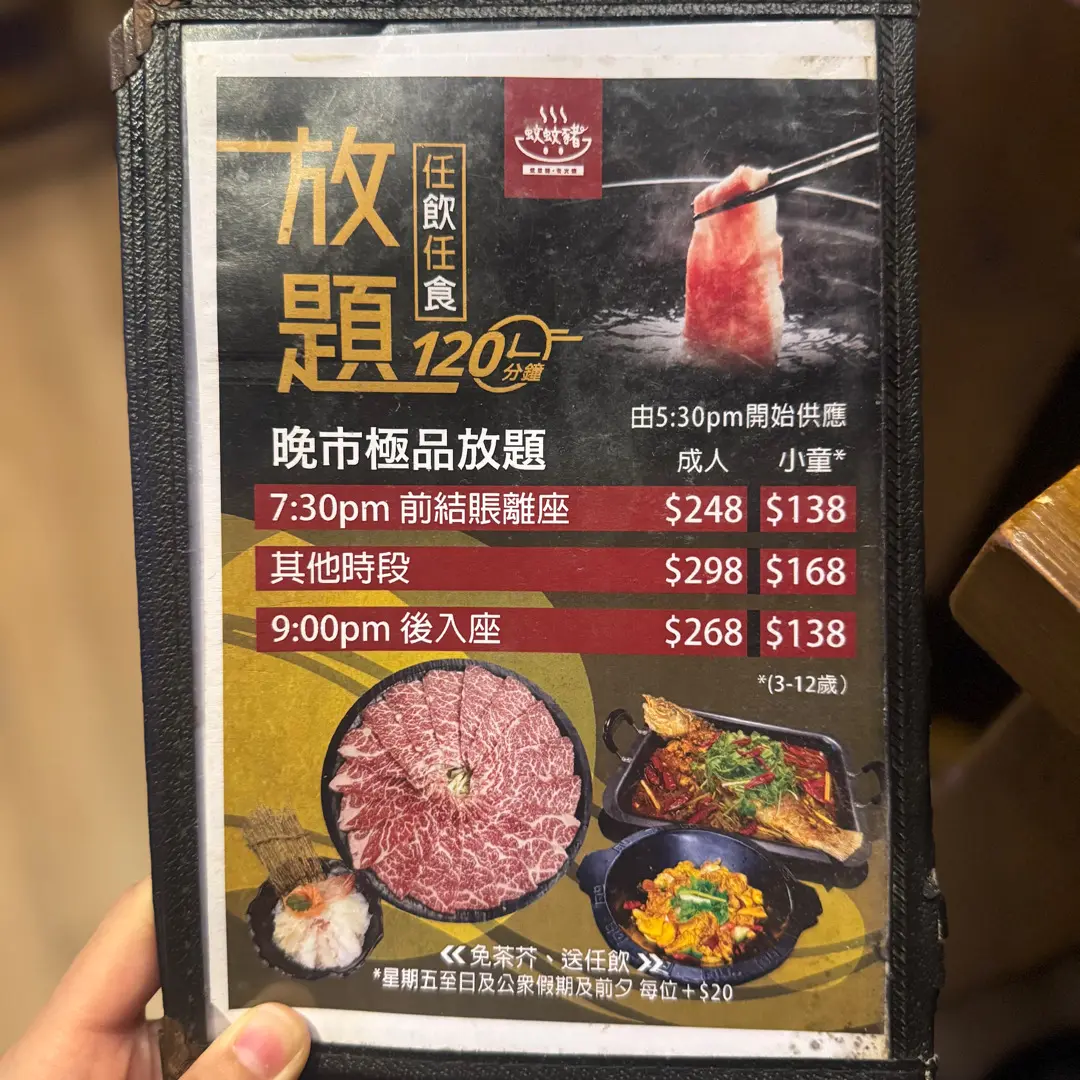 蚊蚊豬
放題
任飲任食
120分鐘
由5:30pm開始供應
晚市極品放題 成人 小童*
7:30pm 前結賬離座 $248 $138
其他時段 $298 $168
9:00pm 後入座 $268 $138
*(3-12歲)
《 免茶芥、送任飲 》
*星期五至日及公眾假期及前夕 每位+$20